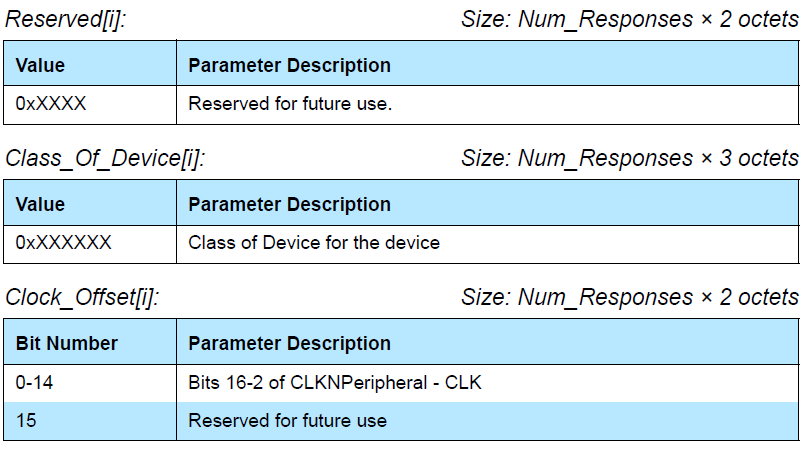 Reserved[i]: Size: Num_Responses × 2 octets
Value Parameter Description
0xXXXX Reserved for future use.
Class_Of_Device[i]: Size: Num_Responses × 3 octets
Value Parameter Description
0xXXXXXX Class of Device for the device
Clock_Offset[i]: Size: Num_Responses × 2 octets
Bit Number Parameter Description
0-14 Bits 16-2 of CLKNPeripheral - CLK
15 Reserved for future use